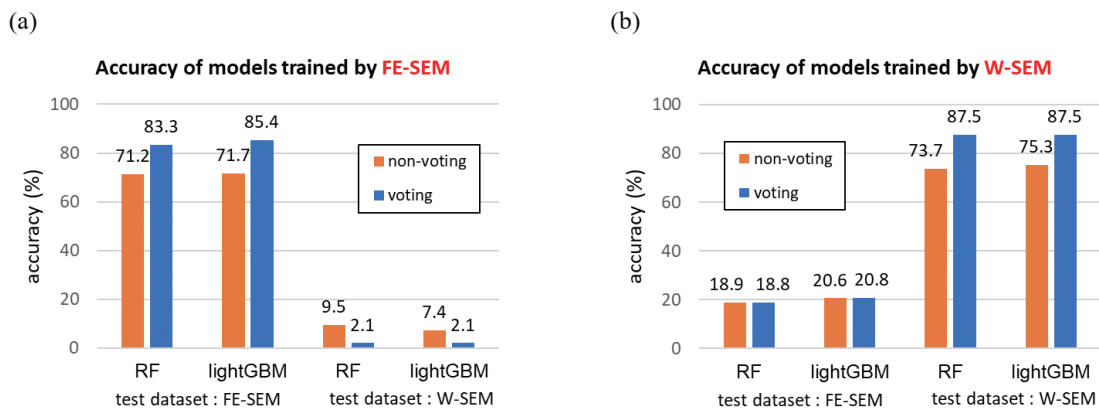 (a)
Accuracy of models trained by FE-SEM
accuracy (%)
100
80
60
40
20
0
71.2
83.3
71.7
85.4
9.5
2.1
7.4
2.1
non-voting
voting
RF
lightGBM
RF
lightGBM
test dataset : FE-SEM
test dataset : W-SEM
(b)
Accuracy of models trained by W-SEM
accuracy (%)
100
80
60
40
20
0
18.9
18.8
20.6
20.8
73.7
87.5
75.3
87.5
non-voting
voting
RF
lightGBM
RF
lightGBM
test dataset : FE-SEM
test dataset : W-SEM